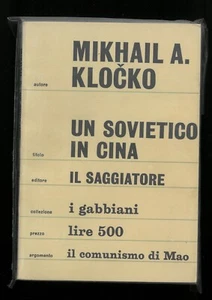 MIKHAIL A.
autore KLOČKO
UN SOVIETICO
titolo IN CINA
editore IL SAGGIATORE
collezione i gabbiani
prezzo lire 500
argomento il comunismo di Mao